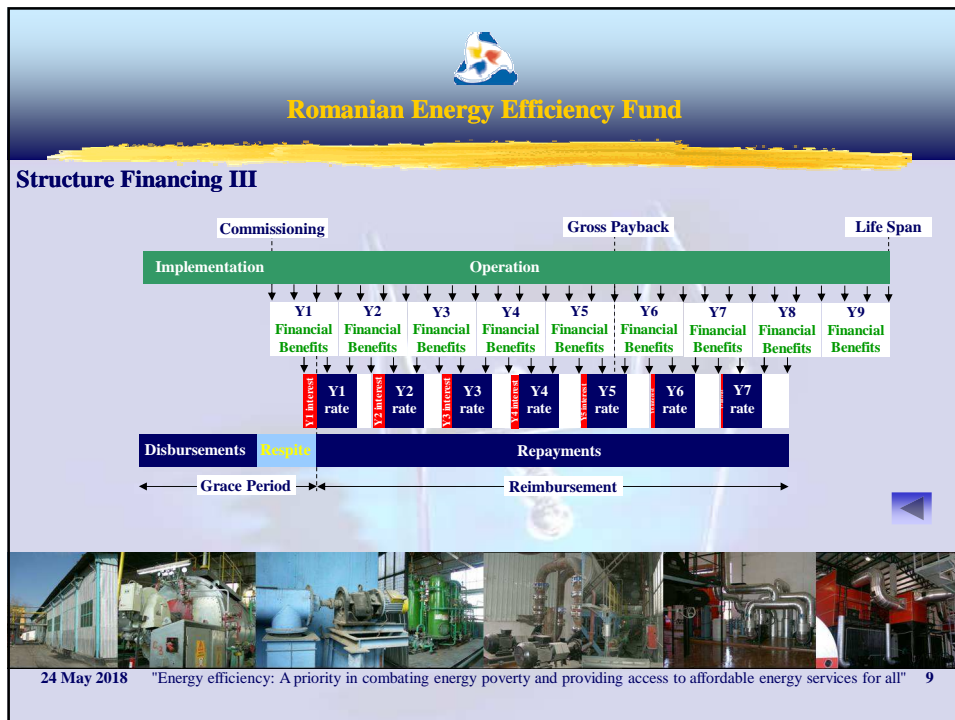 Romanian Energy Efficiency Fund
Structure Financing III
Commissioning Gross Payback Life Span
Implementation Operation
Y1 Y2 Y3 Y4 Y5 Y6 Y7 Y8 Y9
Financial Financial Financial Financial Financial Financial Financial Financial Financial
Benefits Benefits Benefits Benefits Benefits Benefits Benefits Benefits Benefits
Y1 interest Y1 rate
Y2 interest Y2 rate
Y3 interest Y3 rate
Y4 interest Y4 rate
Y5 interest Y5 rate
Y6 rate
Y7 rate
Disbursements Respite Repayments
Grace Period Reimbursement
24 May 2018 "Energy efficiency: A priority in combating energy poverty and providing access to affordable energy services for all" 9